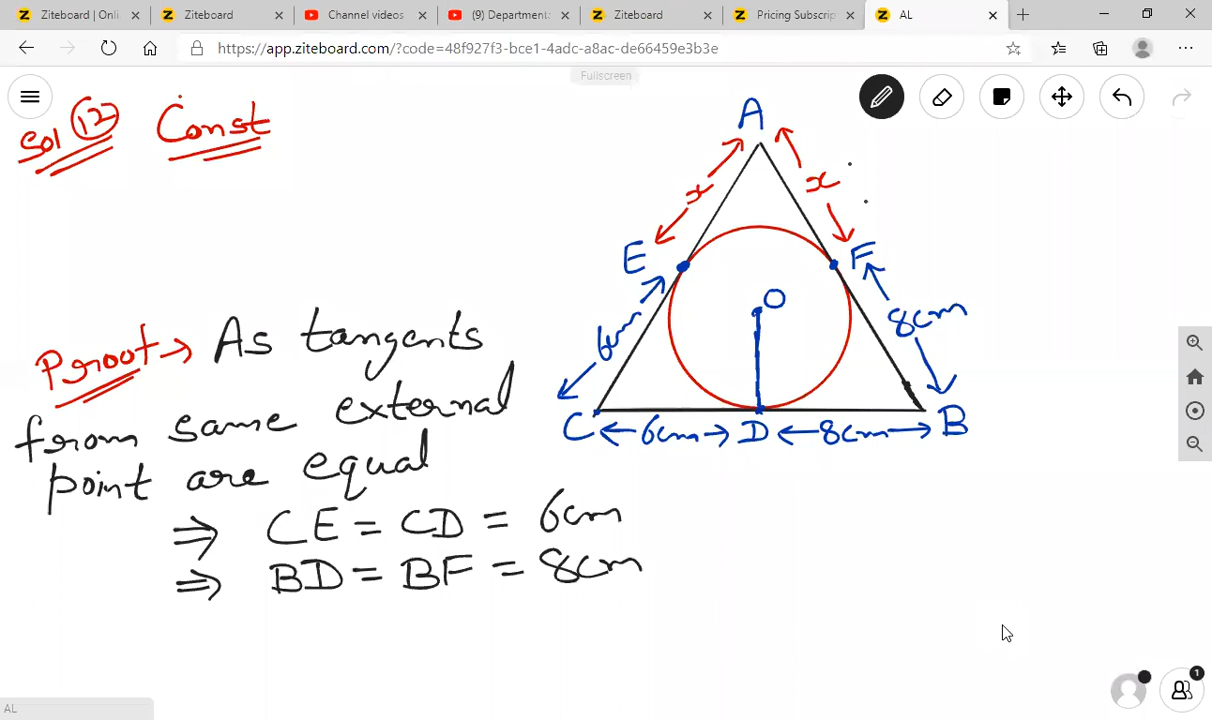 Ziteboard | Onli
Ziteboard
Channel videos
(9) Department
Ziteboard
Pricing Subscrip
AL
https://app.ziteboard.com/?code=48f927f3-bce1-4adc-a8ac-de66459e3b3e
Fullscreen
Sol 12 Const
A
x
x
E
F
O
6cm
8cm
C
6cm
D
8cm
B
Proof → As tangents
from same external
point are equal
⇒ CE = CD = 6cm
⇒ BD = BF = 8cm
1
AL